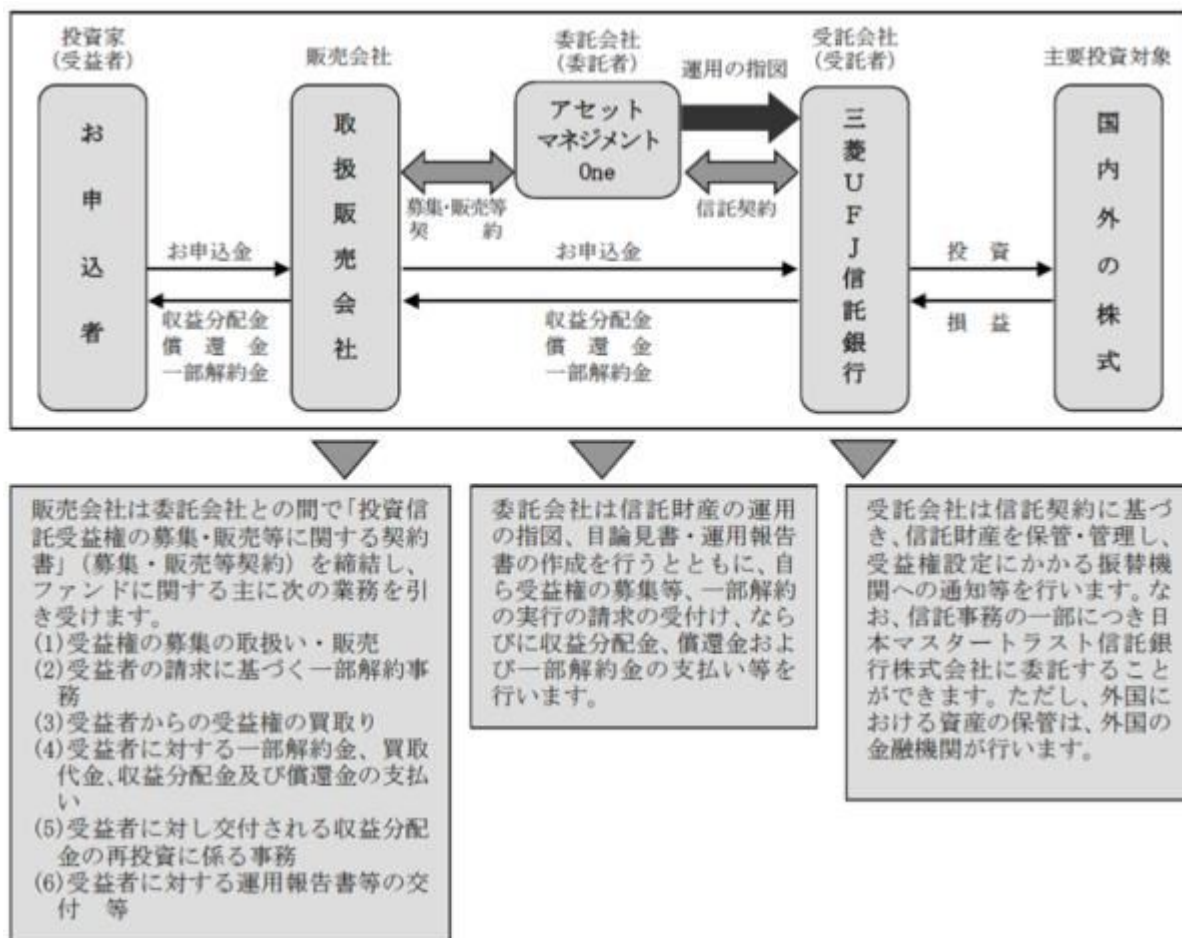 投資家
(受益者)
販売会社
委託会社
(委託者)
受託会社
(受託者)
主要投資対象
運用の指図
お申込者
取扱販売会社
アセット
マネジメント
One
三菱UFJ信託銀行
国内外の株式
募集・販売等
契　約
信託契約
お申込金
お申込金
投　資
収益分配金
償　還　金
一部解約金
収益分配金
償　還　金
一部解約金
損　益
販売会社は委託会社との間で「投資信
託受益権の募集・販売等に関する契約
書」（募集・販売等契約）を締結し、
ファンドに関する主に次の業務を引
き受けます。
(1)受益権の募集の取扱い・販売
(2)受益者の請求に基づく一部解約事
務
(3)受益者からの受益権の買取り
(4)受益者に対する一部解約金、買取
代金、収益分配金及び償還金の支払
い
(5)受益者に対し交付される収益分配
金の再投資に係る事務
(6)受益者に対する運用報告書等の交
付　等
委託会社は信託財産の運用
の指図、目論見書・運用報告
書の作成を行うとともに、自
ら受益権の募集等、一部解約
の実行の請求の受付け、なら
びに収益分配金、償還金およ
び一部解約金の支払い等を
行います。
受託会社は信託契約に基づ
き、信託財産を保管・管理し、
受益権設定にかかる振替機
関への通知等を行います。な
お、信託事務の一部につき日
本マスタートラスト信託銀
行株式会社に委託すること
ができます。ただし、外国に
おける資産の保管は、外国の
金融機関が行います。